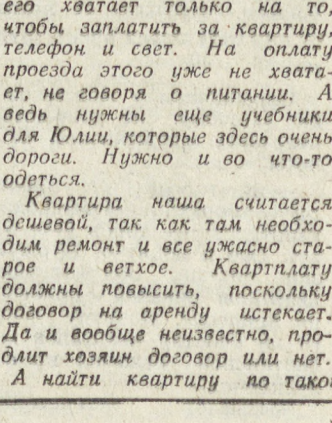 его хватает только на то,
чтобы заплатить за квартиру,
телефон и свет. На оплату
проезда этого уже не хвата-
ет, не говоря о питании. А
ведь нужны еще учебники
для Юлии, которые здесь очень
дороги. Нужно и во что-то
одеться.
Квартира наша считается
дешевой, так как там необхо-
дим ремонт и все ужасно ста-
рое и ветхое. Квартплату
должны повысить, поскольку
договор на аренду истекает.
Да и вообще неизвестно, про-
длит хозяин договор или нет.
А найти квартиру по тако